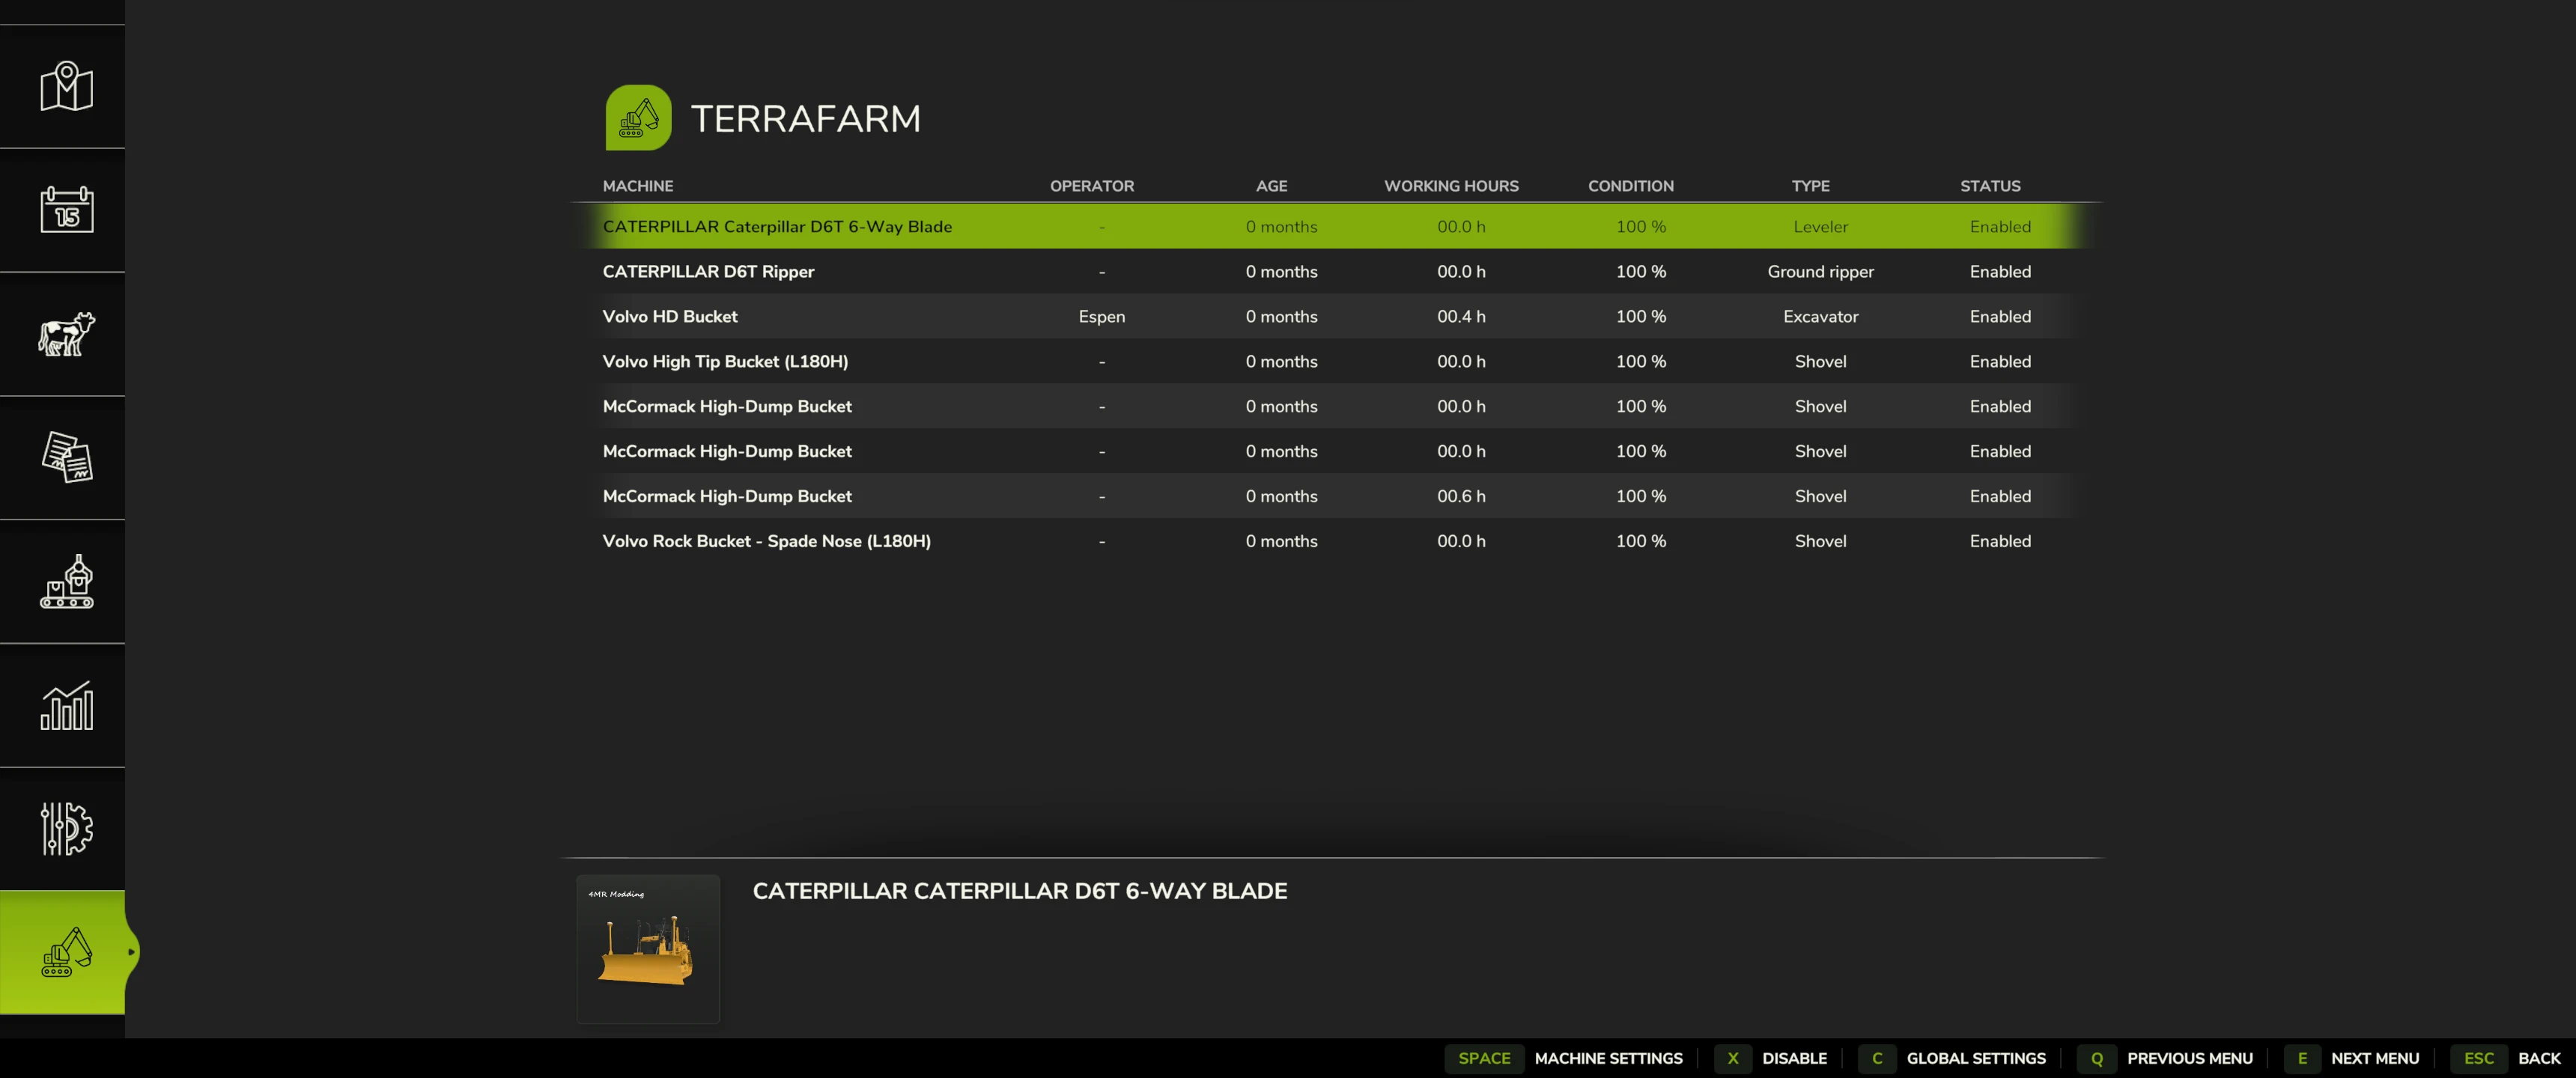 15
TERRAFARM
MACHINE OPERATOR AGE WORKING HOURS CONDITION TYPE STATUS
CATERPILLAR Caterpillar D6T 6-Way Blade - 0 months 00.0 h 100 % Leveler Enabled
CATERPILLAR D6T Ripper - 0 months 00.0 h 100 % Ground ripper Enabled
Volvo HD Bucket Espen 0 months 00.4 h 100 % Excavator Enabled
Volvo High Tip Bucket (L180H) - 0 months 00.0 h 100 % Shovel Enabled
McCormack High-Dump Bucket - 0 months 00.0 h 100 % Shovel Enabled
McCormack High-Dump Bucket - 0 months 00.0 h 100 % Shovel Enabled
McCormack High-Dump Bucket - 0 months 00.6 h 100 % Shovel Enabled
Volvo Rock Bucket - Spade Nose (L180H) - 0 months 00.0 h 100 % Shovel Enabled
4MR Modding
CATERPILLAR CATERPILLAR D6T 6-WAY BLADE
SPACE MACHINE SETTINGS X DISABLE C GLOBAL SETTINGS Q PREVIOUS MENU E NEXT MENU ESC BACK